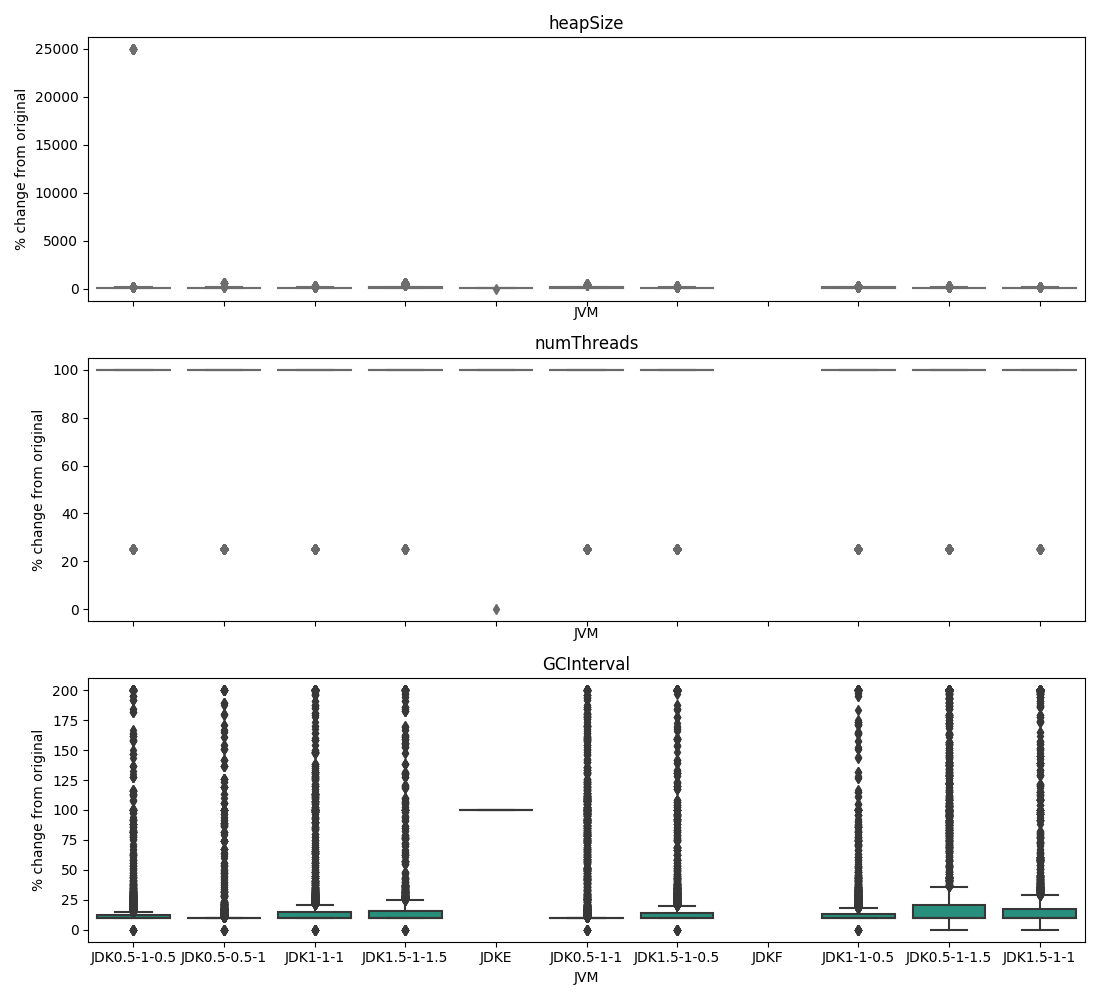 heapSize
% change from original
25000
20000
15000
10000
5000
0
JVM
numThreads
% change from original
100
80
60
40
20
0
JVM
GCInterval
% change from original
200
175
150
125
100
75
50
25
0
JDK0.5-1-0.5 JDK0.5-0.5-1 JDK1-1-1 JDK1.5-1-1.5 JDKE JDK0.5-1-1 JDK1.5-1-0.5 JDKF JDK1-1-0.5 JDK0.5-1-1.5 JDK1.5-1-1
JVM